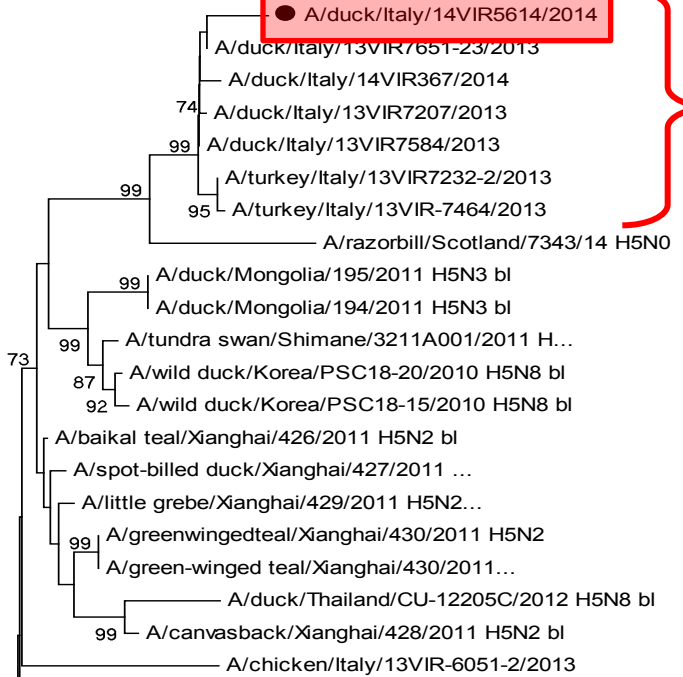 A/duck/Italy/14VIR5614/2014
A/duck/Italy/13VIR7651-23/2013
A/duck/Italy/14VIR367/2014
74
A/duck/Italy/13VIR7207/2013
99
A/duck/Italy/13VIR7584/2013
A/turkey/Italy/13VIR7232-2/2013
99
95
A/turkey/Italy/13VIR-7464/2013
A/razorbill/Scotland/7343/14 H5N0
99
A/duck/Mongolia/195/2011 H5N3 bl
A/duck/Mongolia/194/2011 H5N3 bl
99
A/tundra swan/Shimane/3211A001/2011 H...
73
87
A/wild duck/Korea/PSC18-20/2010 H5N8 bl
92
A/wild duck/Korea/PSC18-15/2010 H5N8 bl
A/baikal teal/Xianghai/426/2011 H5N2 bl
A/spot-billed duck/Xianghai/427/2011 ...
A/little grebe/Xianghai/429/2011 H5N2...
99
A/greenwingedteal/Xianghai/430/2011 H5N2
A/green-winged teal/Xianghai/430/2011...
A/duck/Thailand/CU-12205C/2012 H5N8 bl
99
A/canvasback/Xianghai/428/2011 H5N2 bl
A/chicken/Italy/13VIR-6051-2/2013